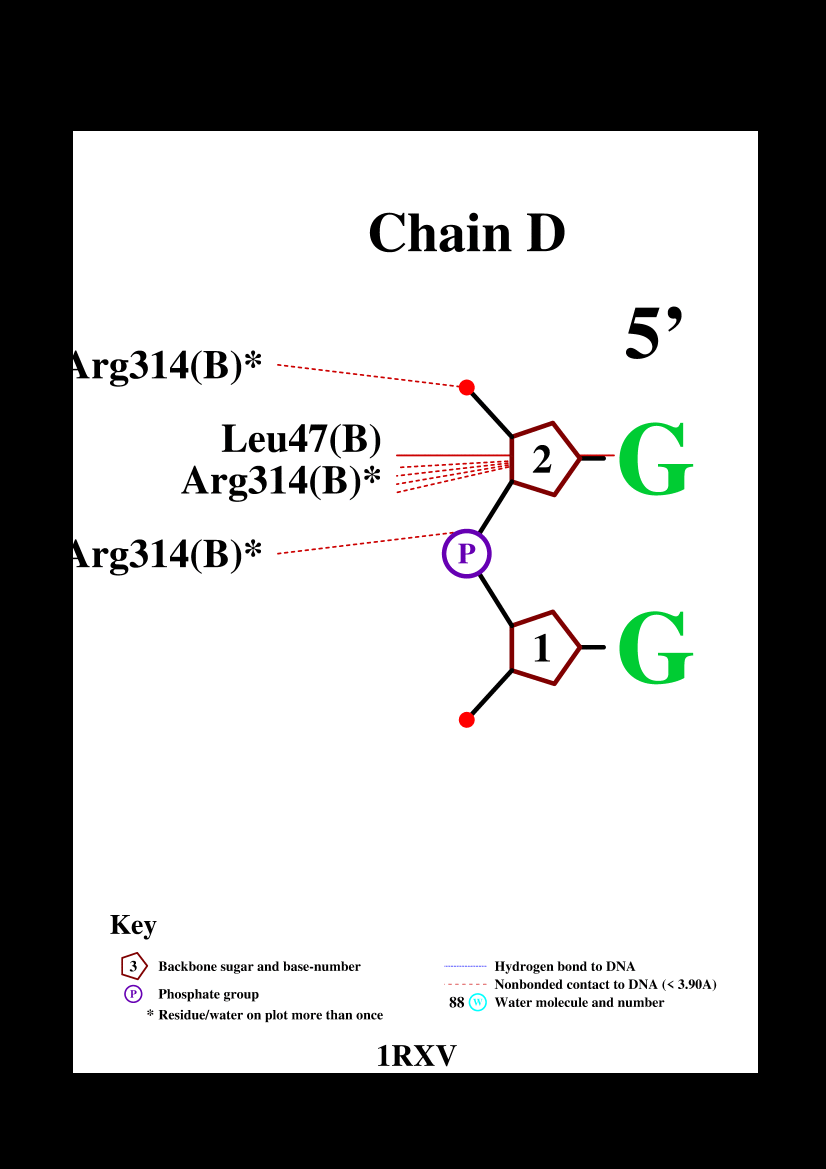 Chain D
5’
Arg314(B)*
Leu47(B)
2
G
Arg314(B)*
Arg314(B)*
P
1
G
Key
3 Backbone sugar and base-number
P Phosphate group
* Residue/water on plot more than once
Hydrogen bond to DNA
Nonbonded contact to DNA (< 3.90A)
88 W Water molecule and number
1RXV